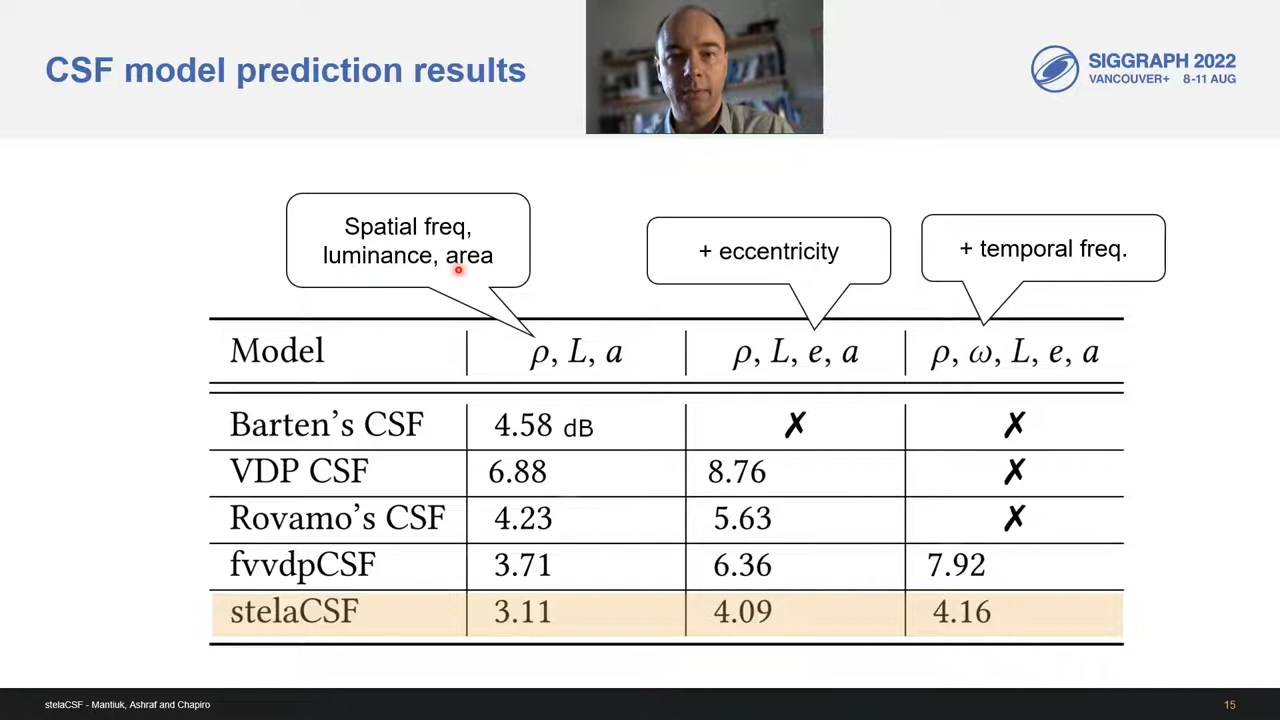 CSF model prediction results
SIGGRAPH 2022
VANCOUVER+ 8-11 AUG
Spatial freq,
luminance, area
+ eccentricity
+ temporal freq.
Model ρ, L, a ρ, L, e, a ρ, ω, L, e, a
Barten's CSF 4.58 dB ✗ ✗
VDP CSF 6.88 8.76 ✗
Rovamo's CSF 4.23 5.63 ✗
fvvdpCSF 3.71 6.36 7.92
stelaCSF 3.11 4.09 4.16
stelaCSF - Mantiuk, Ashraf and Chapiro
15